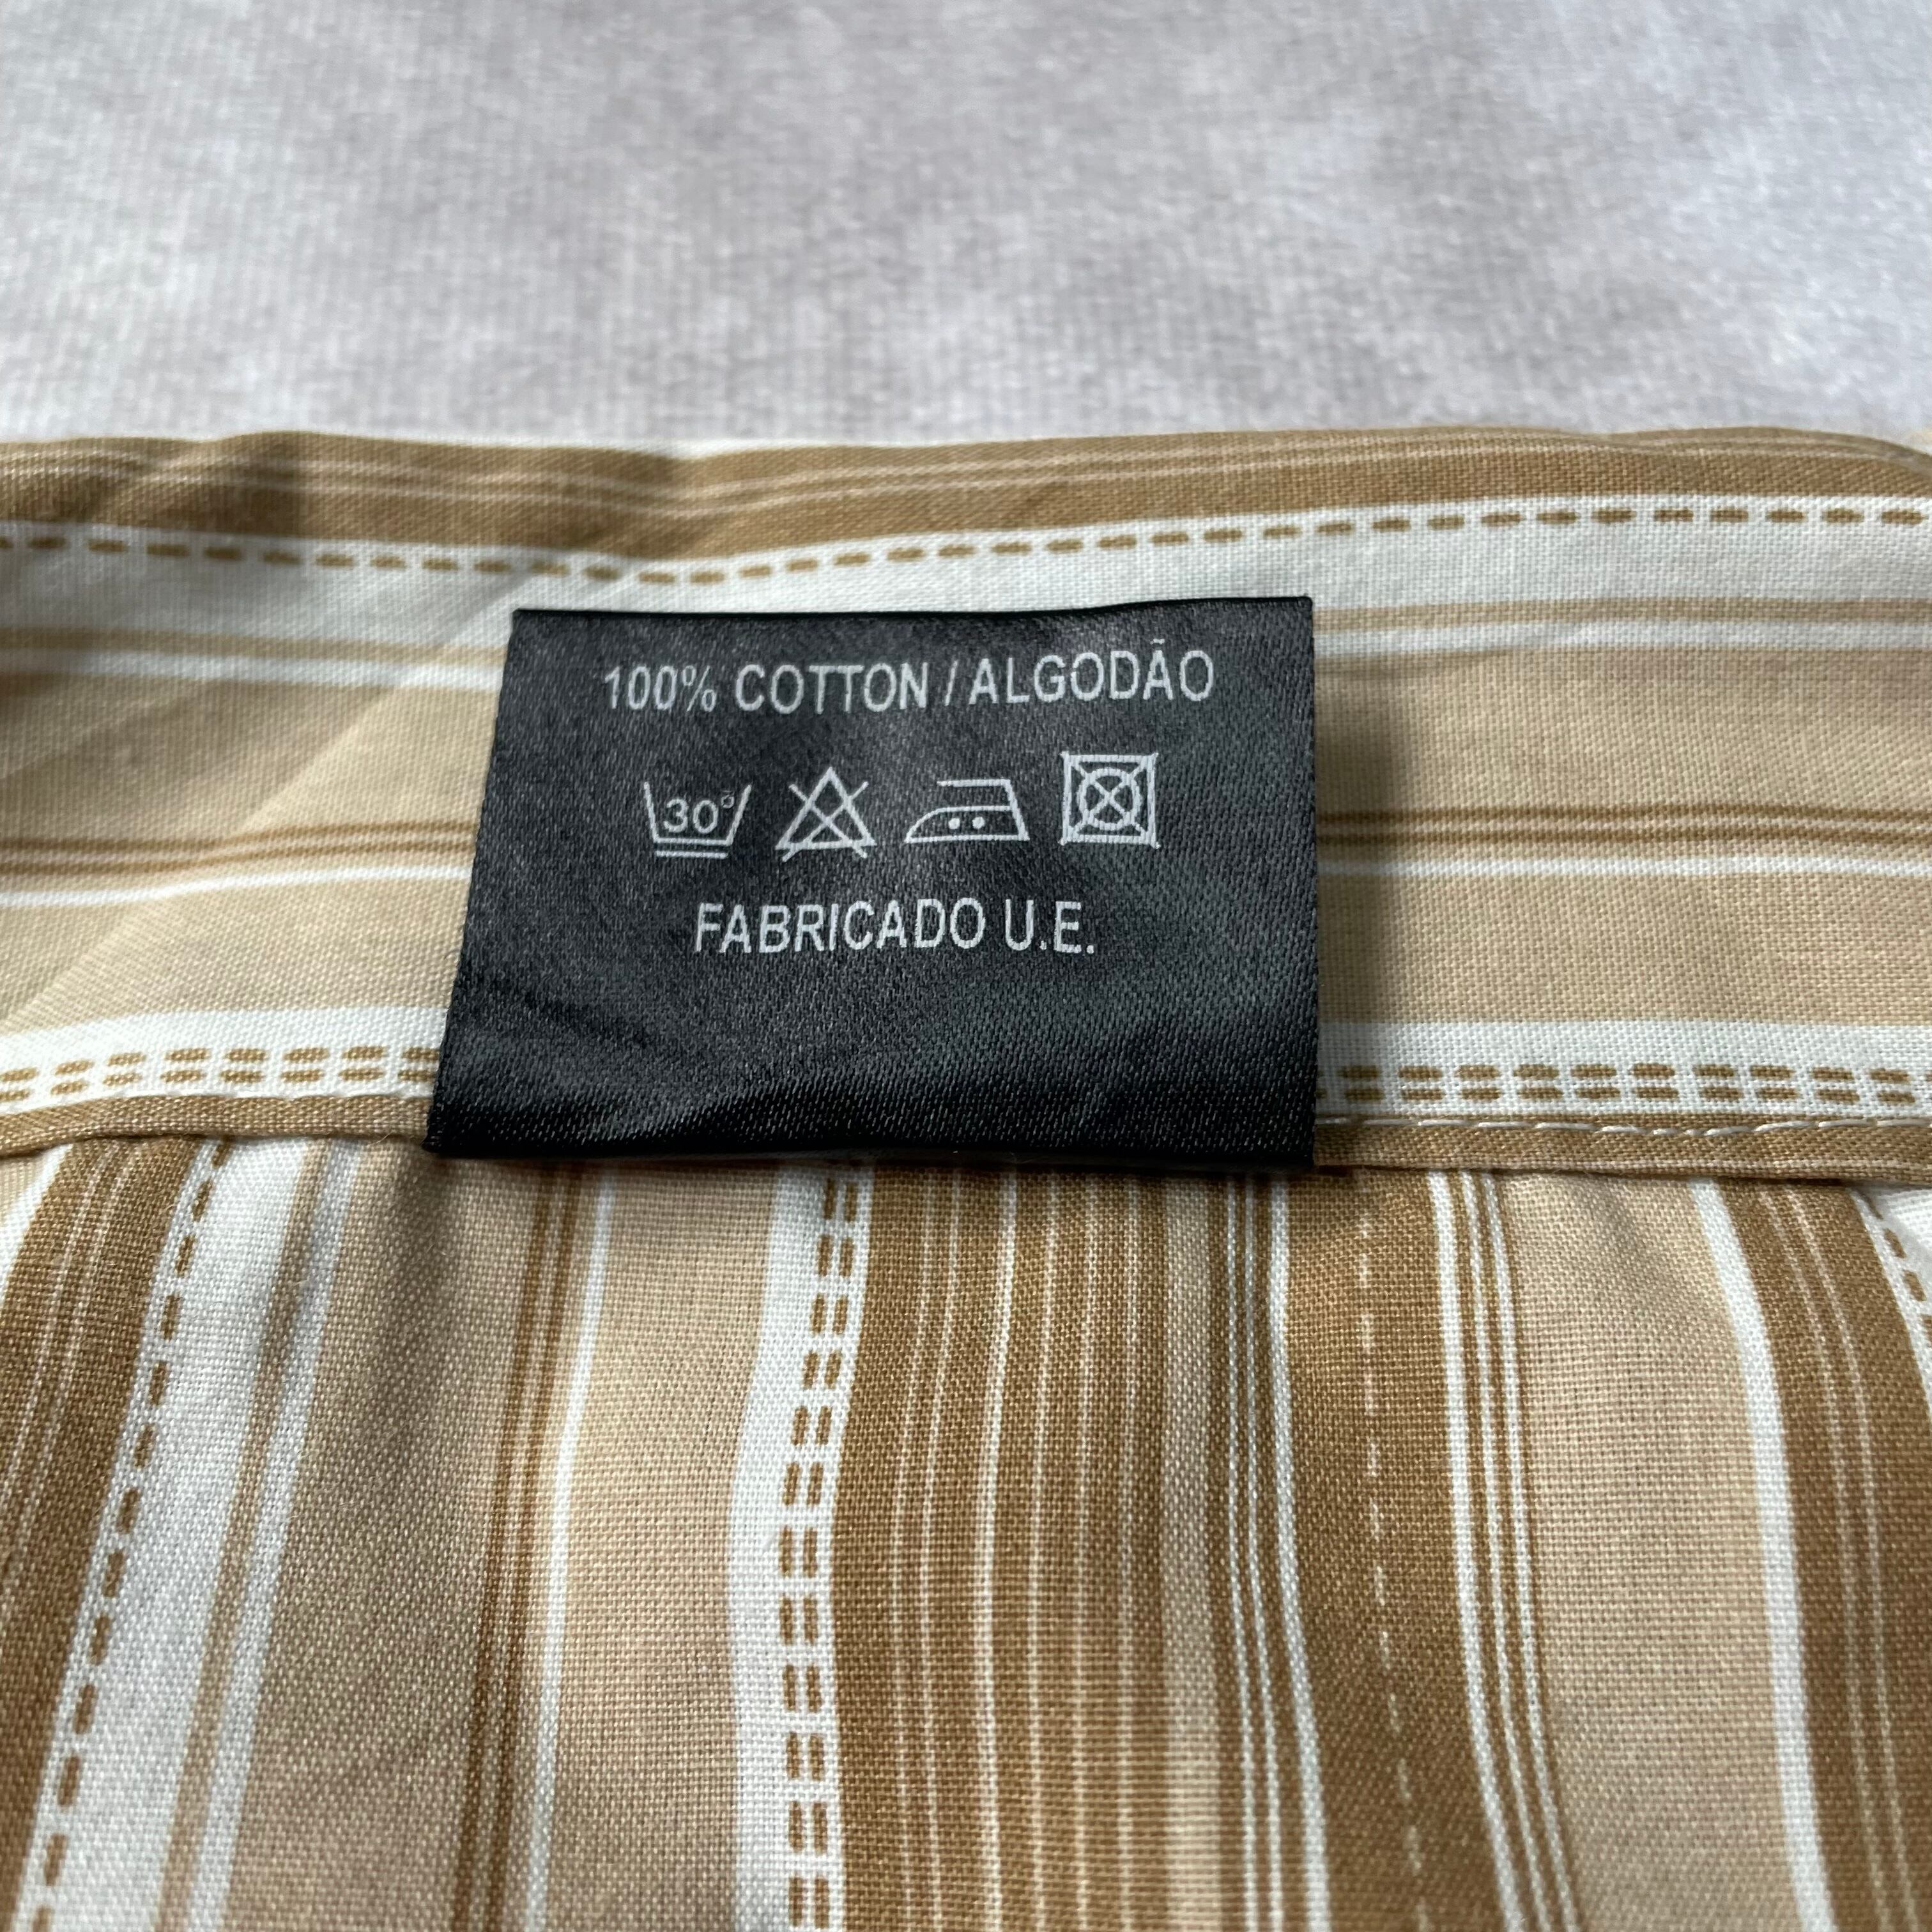 100% COTTON / ALGODÃO
30°
FABRICADO U.E.